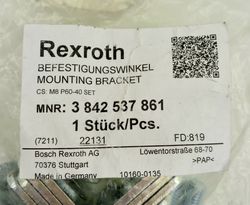 Rexroth
BEFESTIGUNGSWINKEL
MOUNTING BRACKET
CS: M8 P60-40 SET
MNR: 3 842 537 861
1 Stück/Pcs.
(7211) 22131 FD:819
Bosch Rexroth AG Löwentorstraße 68-70
70376 Stuttgart >PAP<
Made in Germany 10160-0135